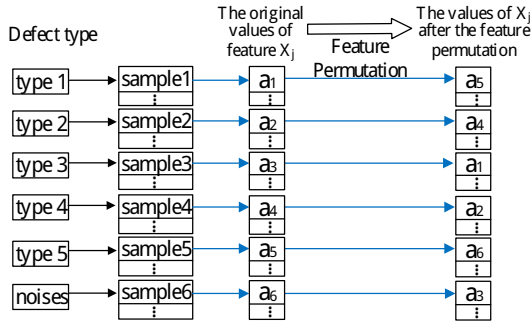 Defect type
The original
values of
feature Xj
Feature
Permutation
The values of Xj
after the feature
permutation
type 1 sample1 a1 a5
⋮ ⋮ ⋮
type 2 sample2 a2 a4
⋮ ⋮ ⋮
type 3 sample3 a3 a1
⋮ ⋮ ⋮
type 4 sample4 a4 a2
⋮ ⋮ ⋮
type 5 sample5 a5 a6
⋮ ⋮ ⋮
noises sample6 a6 a3
⋮ ⋮ ⋮